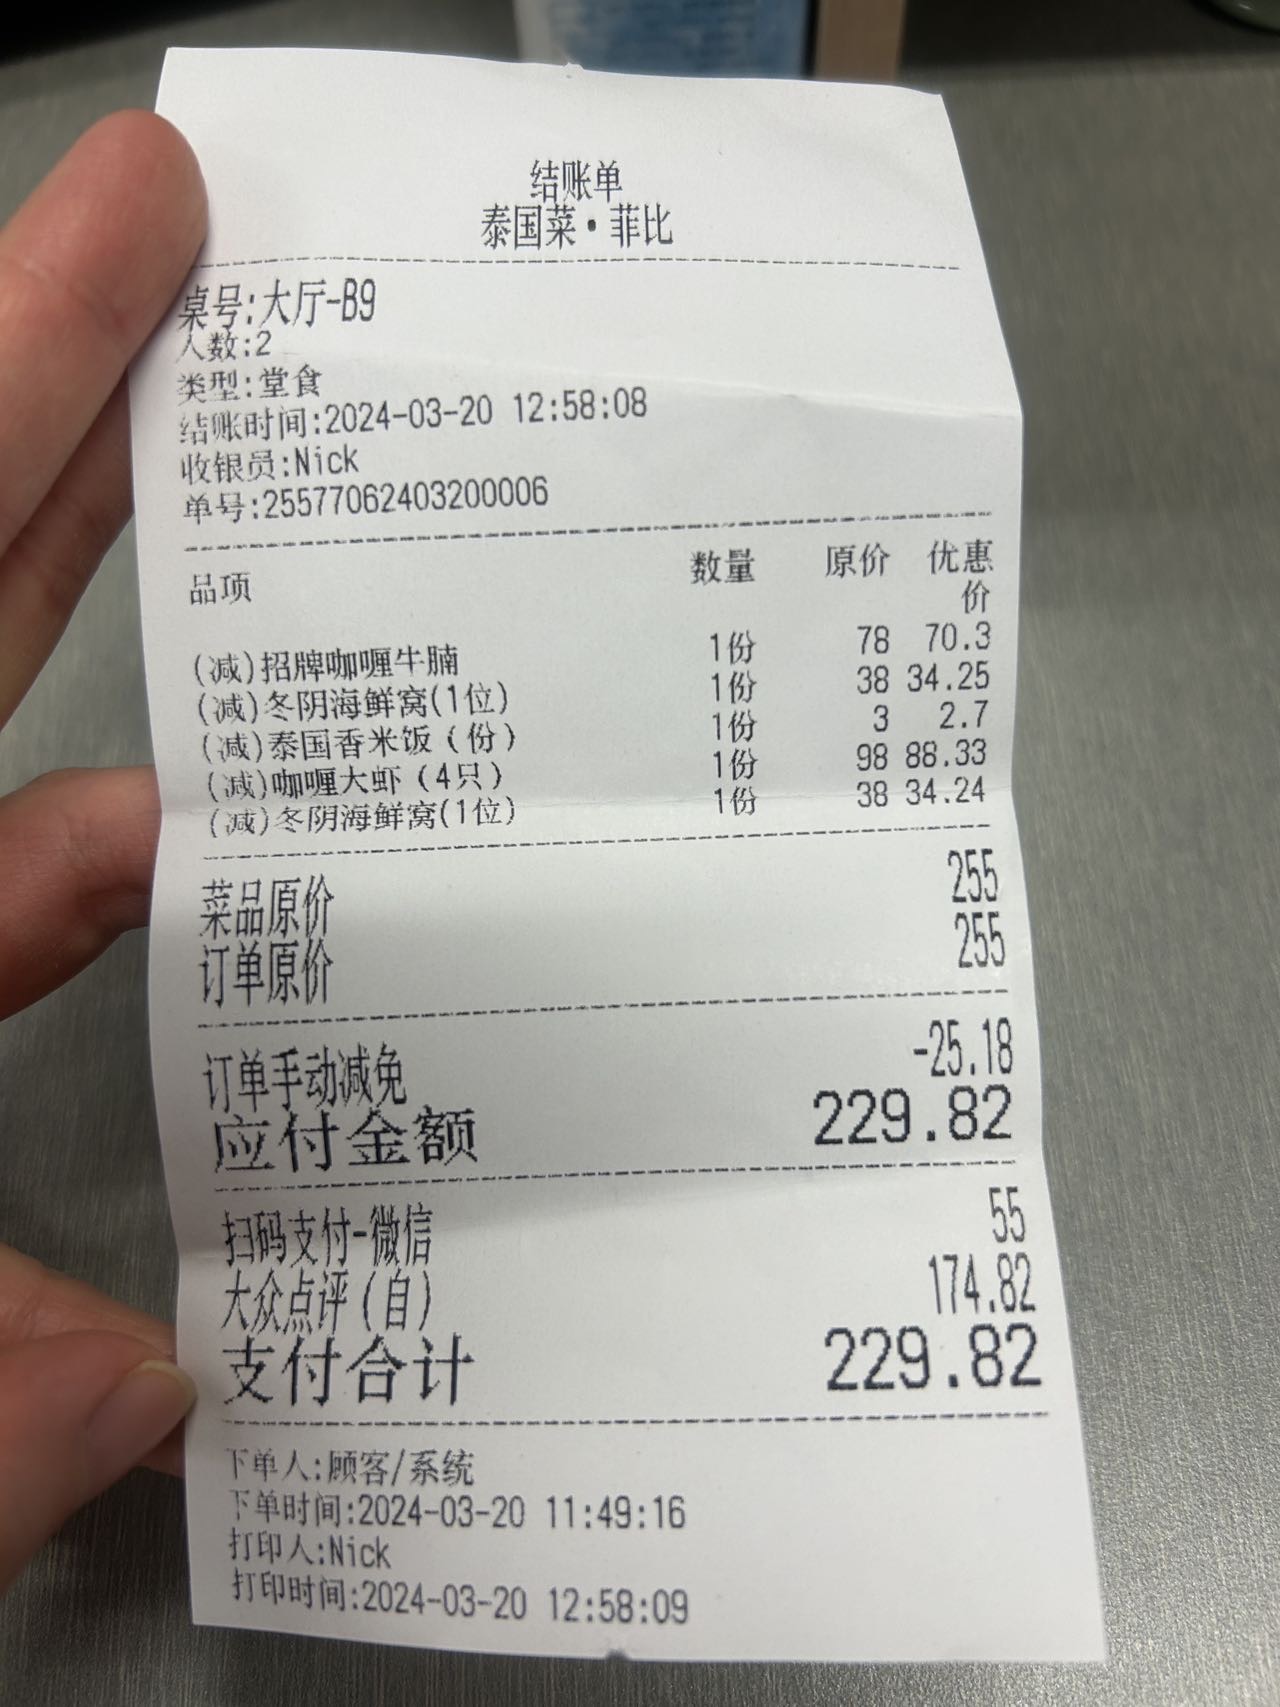 结账单
泰国菜·菲比
桌号:大厅-B9
人数:2
类型:堂食
结账时间:2024-03-20 12:58:08
收银员:Nick
单号:25577062403200006
品项 数量 原价 优惠价
(减)招牌咖喱牛腩 1份 78 70.3
(减)冬阴海鲜窝(1位) 1份 38 34.25
(减)泰国香米饭(份) 1份 3 2.7
(减)咖喱大虾(4只) 1份 98 88.33
(减)冬阴海鲜窝(1位) 1份 38 34.24
菜品原价 255
订单原价 255
订单手动减免 -25.18
应付金额 229.82
扫码支付-微信 55
大众点评(自) 174.82
支付合计 229.82
下单人:顾客/系统
下单时间:2024-03-20 11:49:16
打印人:Nick
打印时间:2024-03-20 12:58:09